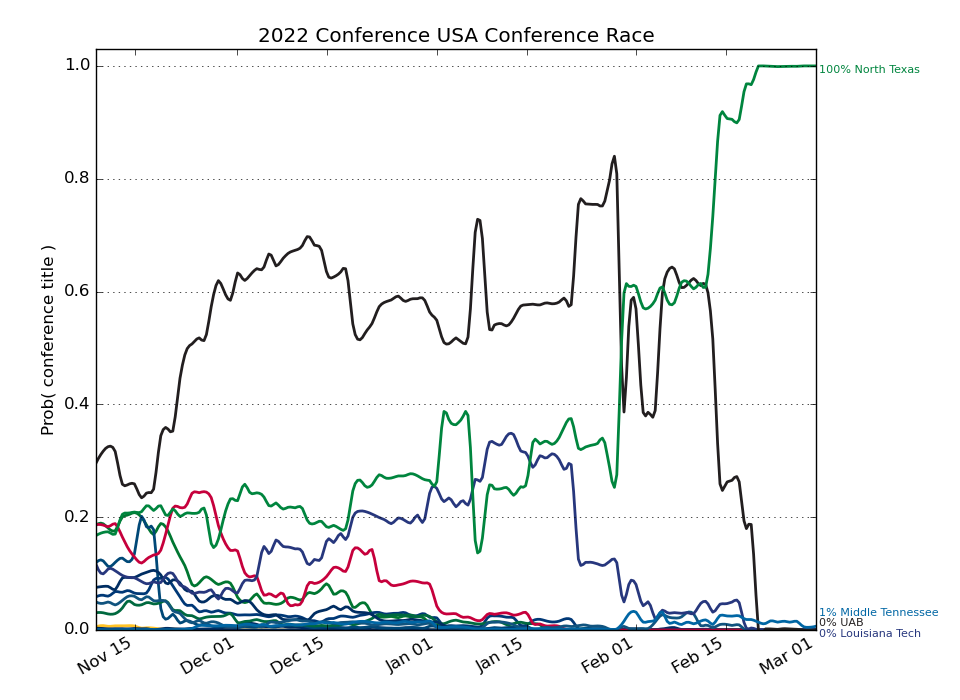 2022 Conference USA Conference Race
Prob( conference title )
1.0
0.8
0.6
0.4
0.2
0.0
100% North Texas
1% Middle Tennessee
0% UAB
0% Louisiana Tech
Nov 15
Dec 01
Dec 15
Jan 01
Jan 15
Feb 01
Feb 15
Mar 01